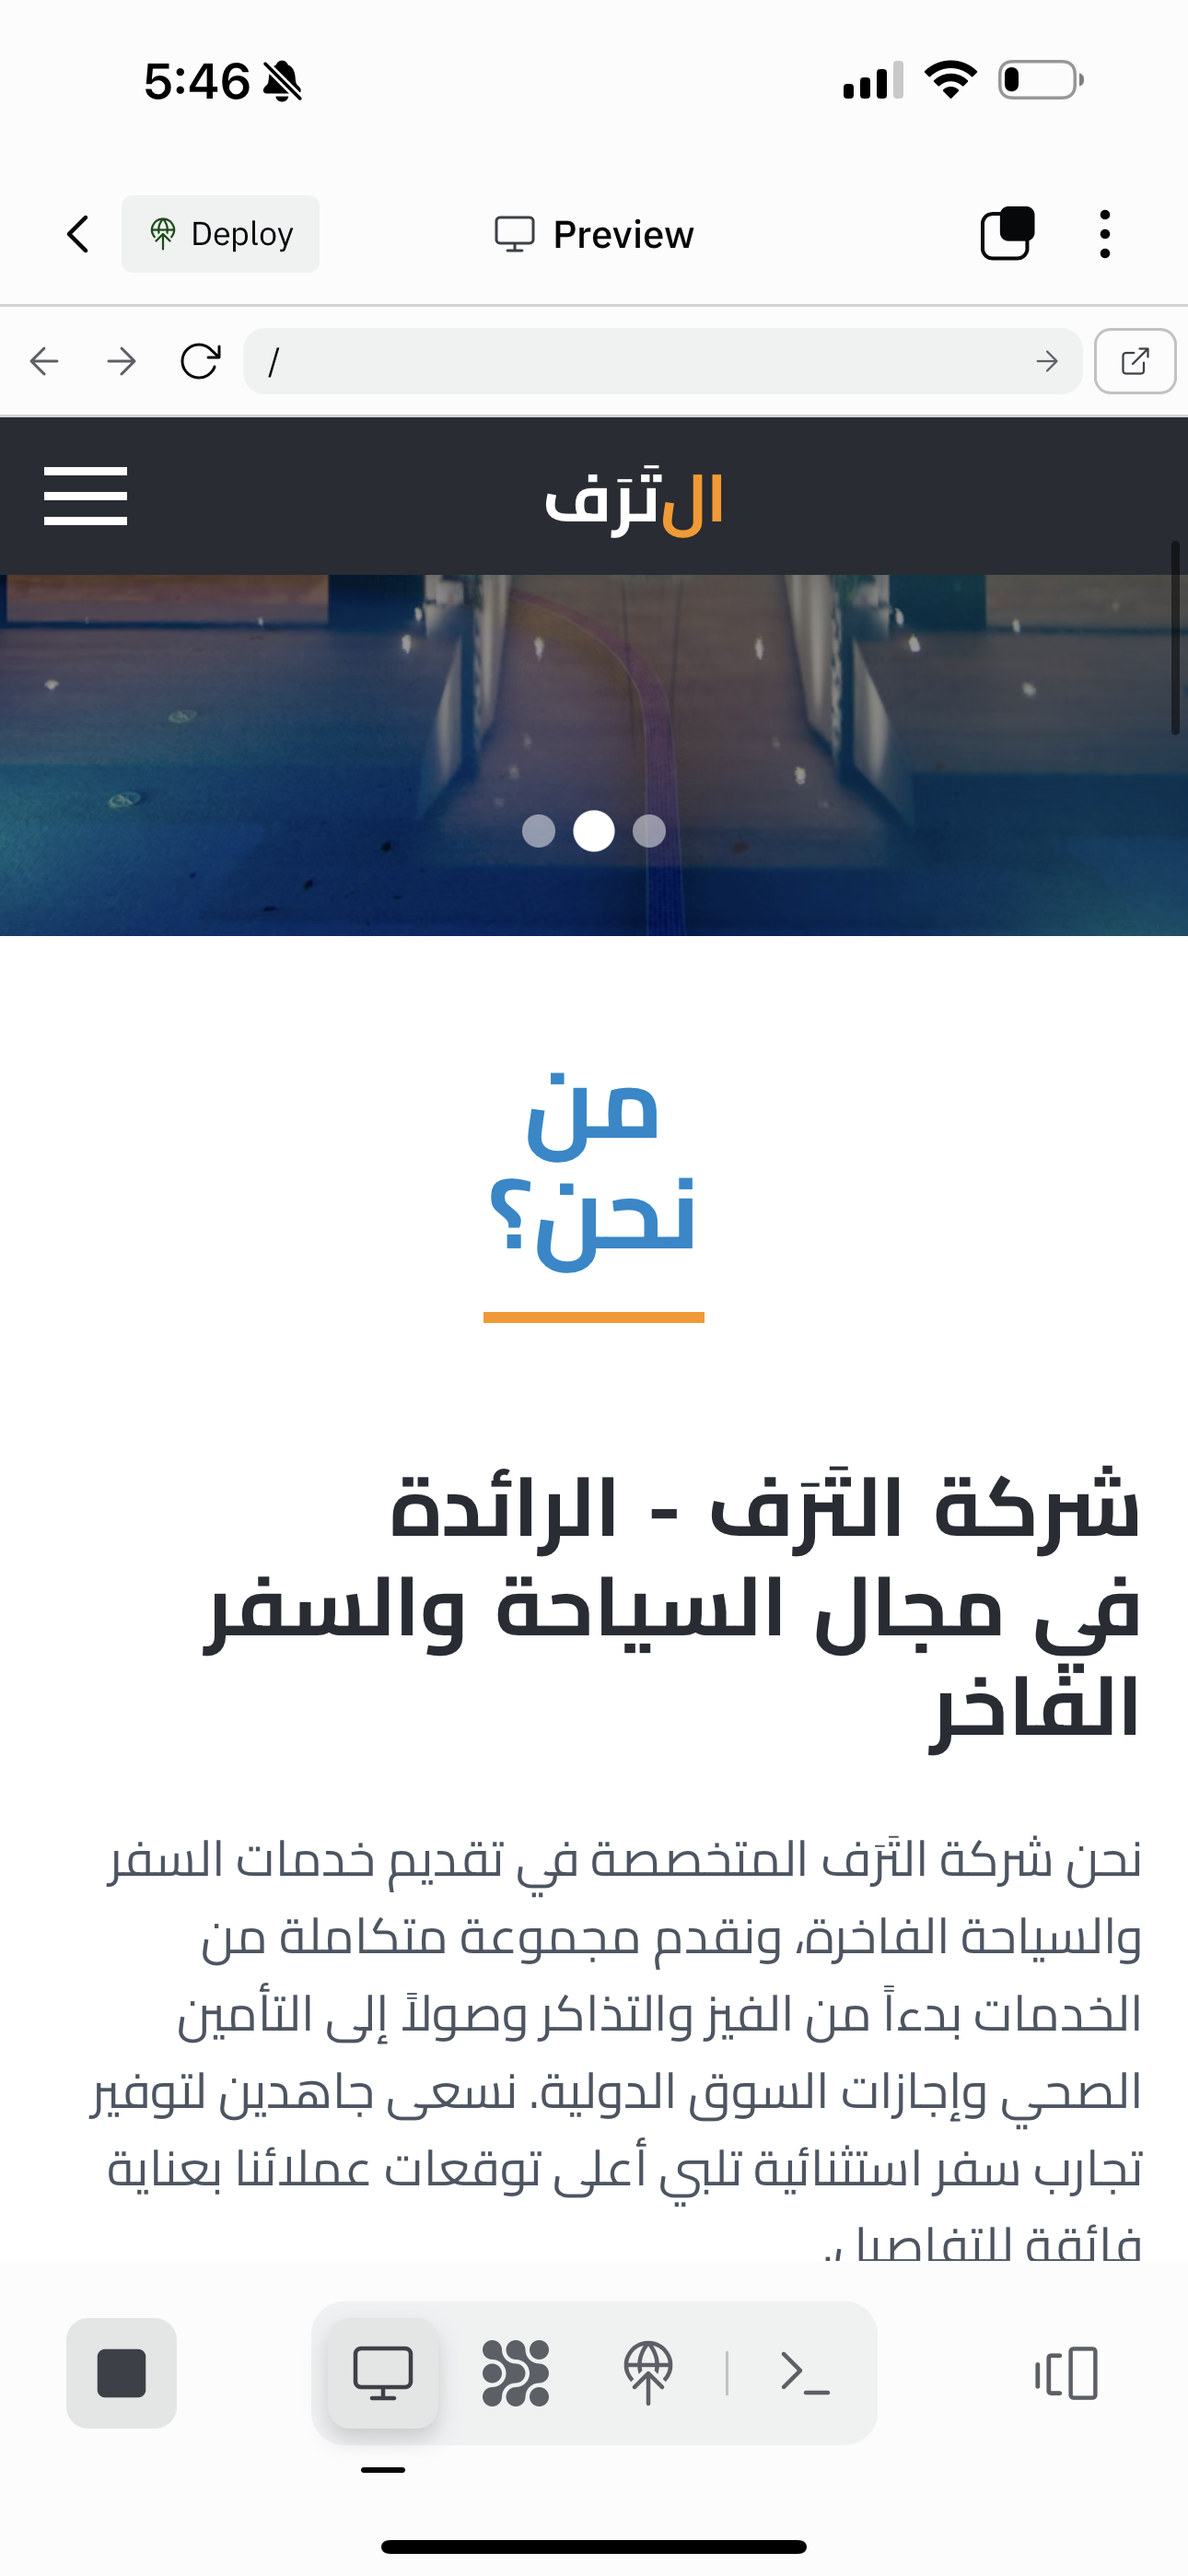 5:46
Deploy
Preview
/
التَرَف
من
نحن؟
شركة التَرَف - الرائدة
في مجال السياحة والسفر
الفاخر
نحن شركة التَرَف المتخصصة في تقديم خدمات السفر
والسياحة الفاخرة، ونقدم مجموعة متكاملة من
الخدمات بدءاً من الفيز والتذاكر وصولاً إلى التأمين
الصحي وإجازات السوق الدولية. نسعى جاهدين لتوفير
تجارب سفر استثنائية تلبي أعلى توقعات عملائنا بعناية
فائقة للتفاصيل.